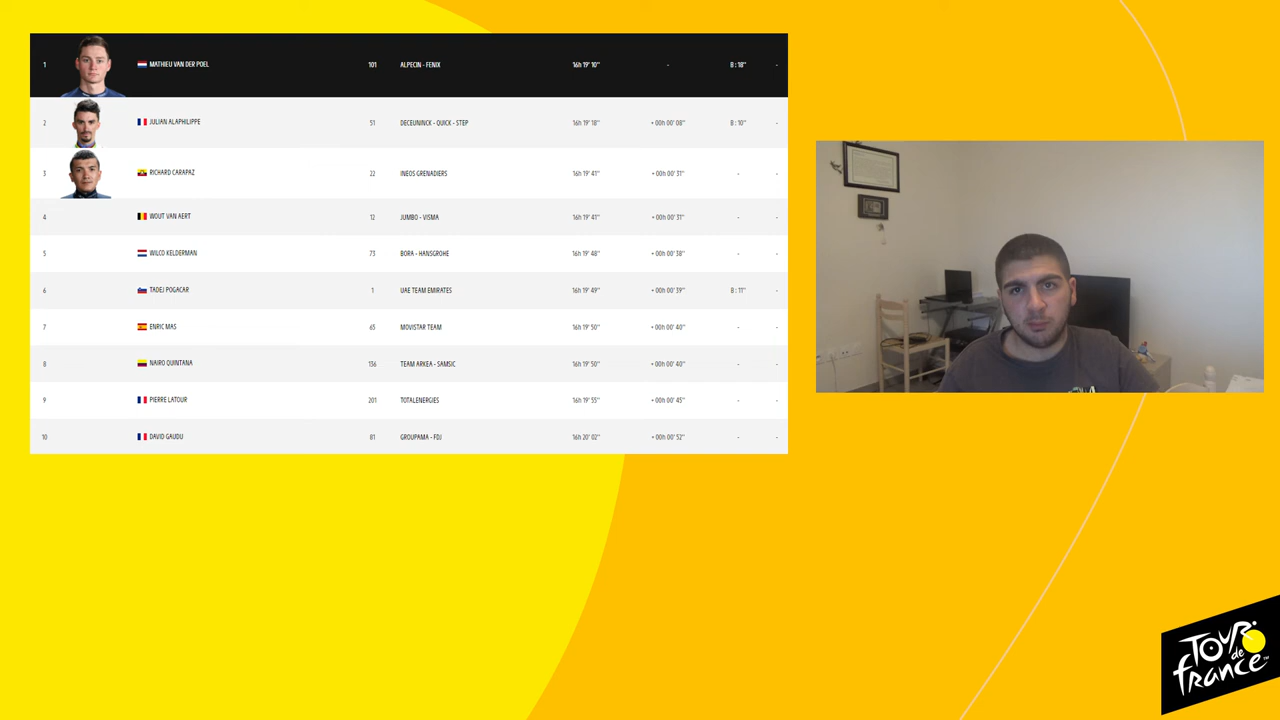 1 MATHIEU VAN DER POEL 101 ALPECIN - FENIX 16h 19' 10'' - B : 18'' -
2 JULIAN ALAPHILIPPE 51 DECEUNINCK - QUICK - STEP 16h 19' 18'' + 00h 00' 08'' B : 10'' -
3 RICHARD CARAPAZ 22 INEOS GRENADIERS 16h 19' 41'' + 00h 00' 31'' - -
4 WOUT VAN AERT 12 JUMBO - VISMA 16h 19' 41'' + 00h 00' 31'' - -
5 WILCO KELDERMAN 73 BORA - HANSGROHE 16h 19' 48'' + 00h 00' 38'' - -
6 TADEJ POGACAR 1 UAE TEAM EMIRATES 16h 19' 49'' + 00h 00' 39'' B : 11'' -
7 ENRIC MAS 65 MOVISTAR TEAM 16h 19' 50'' + 00h 00' 40'' - -
8 NAIRO QUINTANA 156 TEAM ARKEA - SAMSIC 16h 19' 50'' + 00h 00' 40'' - -
9 PIERRE LATOUR 201 TOTALENERGIES 16h 19' 55'' + 00h 00' 45'' - -
10 DAVID GAUDU 81 GROUPAMA - FDJ 16h 20' 02'' + 00h 00' 52'' - -
TOUR
de
france™